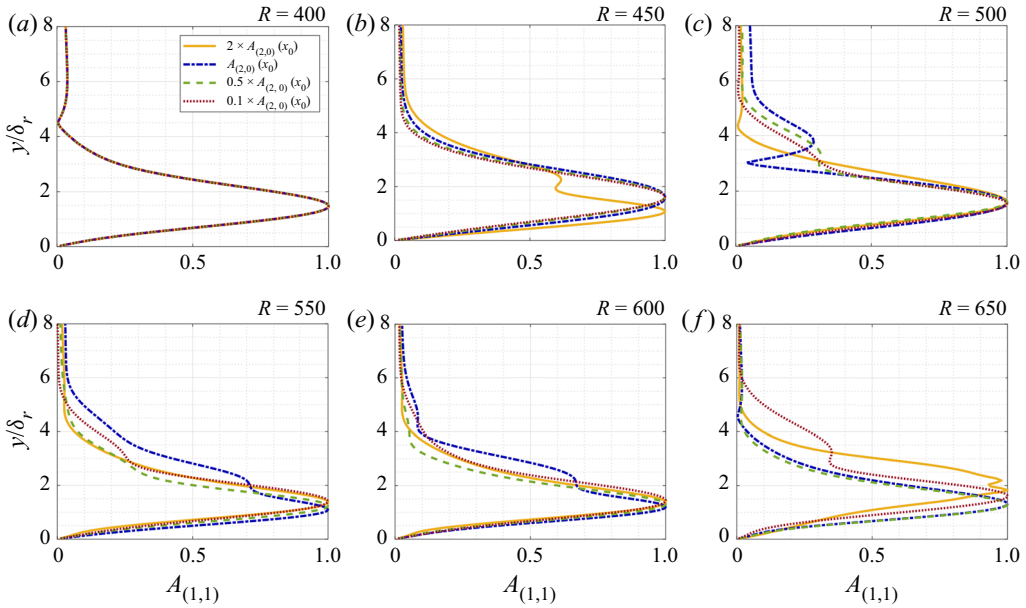 (a) R = 400
8
6
4
2
0
y/δr
0 0.5 1.0
2 × A(2,0) (x0)
A(2,0) (x0)
0.5 × A(2, 0) (x0)
0.1 × A(2, 0) (x0)
(b) R = 450
8
6
4
2
0
0 0.5 1.0
(c) R = 500
8
6
4
2
0
0 0.5 1.0
(d) R = 550
8
6
4
2
0
y/δr
0 0.5 1.0
A(1,1)
(e) R = 600
8
6
4
2
0
0 0.5 1.0
A(1,1)
(f) R = 650
8
6
4
2
0
0 0.5 1.0
A(1,1)